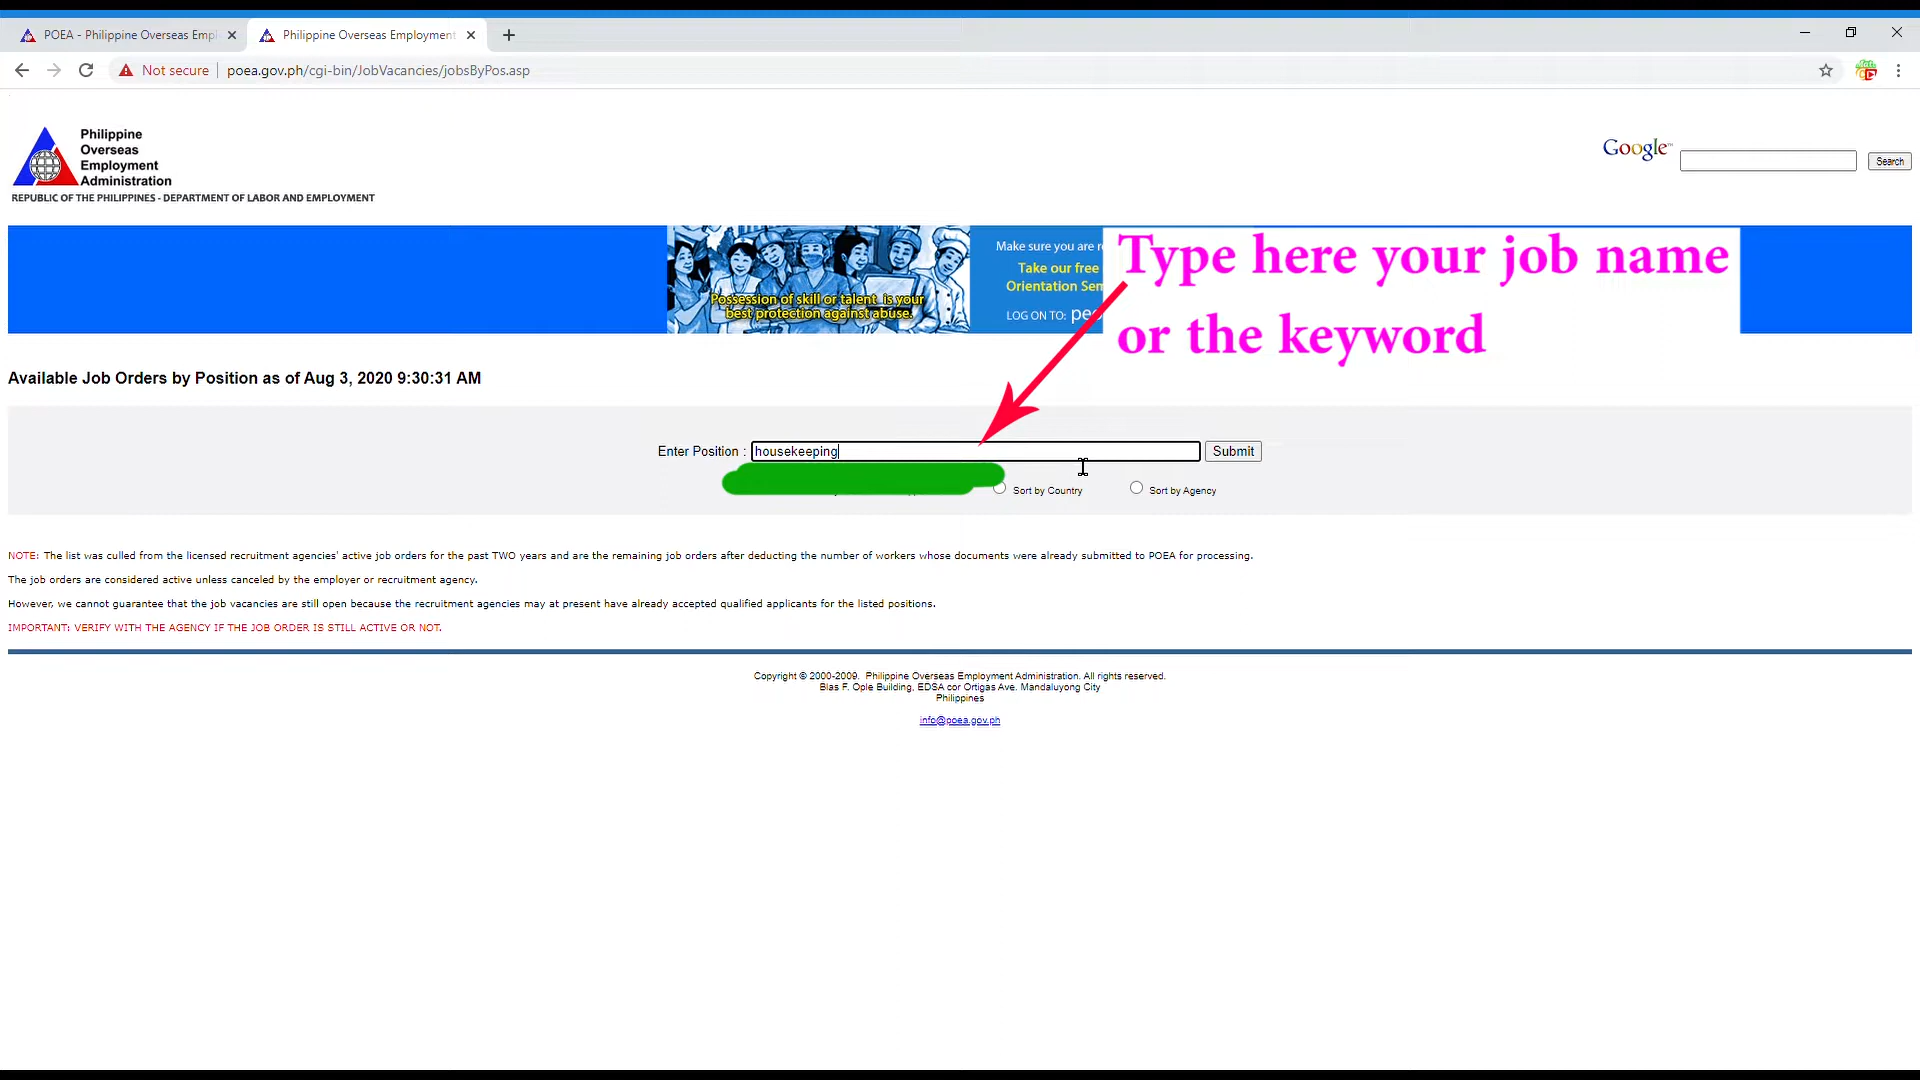 POEA - Philippine Overseas Empl
Philippine Overseas Employment
Not secure
poea.gov.ph/cgi-bin/JobVacancies/jobsByPos.asp
Philippine
Overseas
Employment
Administration
REPUBLIC OF THE PHILIPPINES - DEPARTMENT OF LABOR AND EMPLOYMENT
Google™
Search
Possession of skill or talent is your
best protection against abuse.
Make sure you are r
Take our free
Orientation Sem
LOG ON TO: peo
Type here your job name
or the keyword
Available Job Orders by Position as of Aug 3, 2020 9:30:31 AM
Enter Position : housekeeping Submit
Sort by Country Sort by Agency
NOTE: The list was culled from the licensed recruitment agencies' active job orders for the past TWO years and are the remaining job orders after deducting the number of workers whose documents were already submitted to POEA for processing.
The job orders are considered active unless canceled by the employer or recruitment agency.
However, we cannot guarantee that the job vacancies are still open because the recruitment agencies may at present have already accepted qualified applicants for the listed positions.
IMPORTANT: VERIFY WITH THE AGENCY IF THE JOB ORDER IS STILL ACTIVE OR NOT.
Copyright © 2000-2009. Philippine Overseas Employment Administration. All rights reserved.
Blas F. Ople Building, EDSA cor Ortigas Ave. Mandaluyong City
Philippines
info@poea.gov.ph